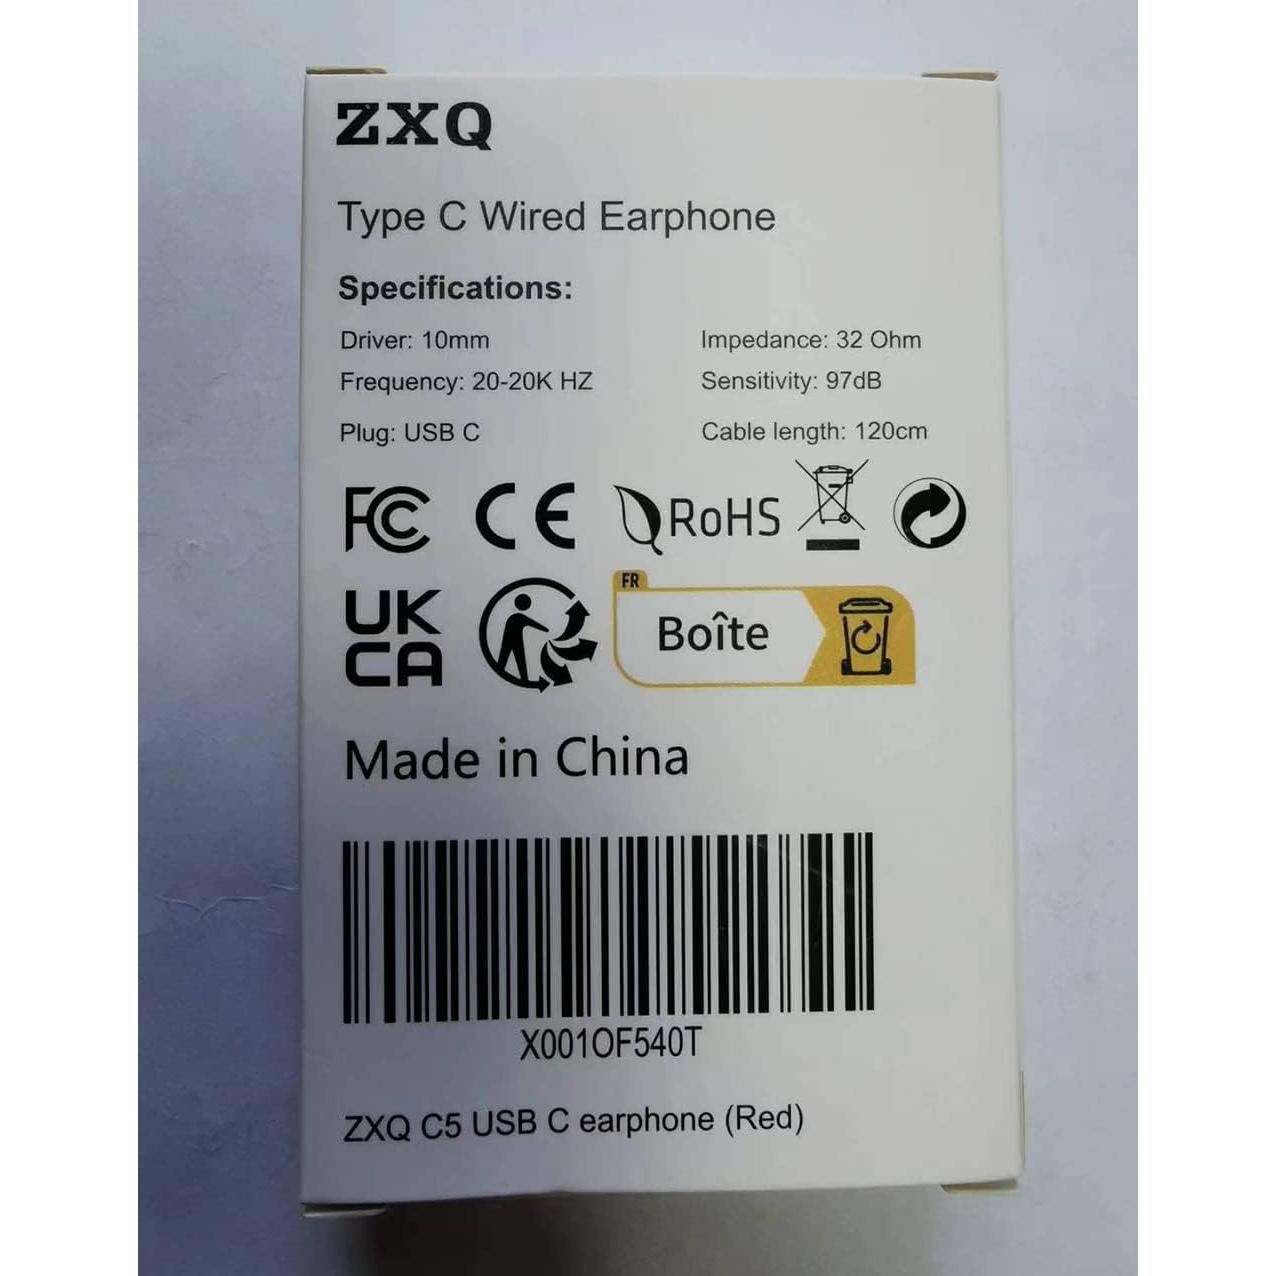 ZXQ
Type C Wired Earphone
Specifications:
Driver: 10mm Impedance: 32 Ohm
Frequency: 20-20K HZ Sensitivity: 97dB
Plug: USB C Cable length: 120cm
FC CE RoHS
UK
CA
FR
Boîte
Made in China
X001OF540T
ZXQ C5 USB C earphone (Red)